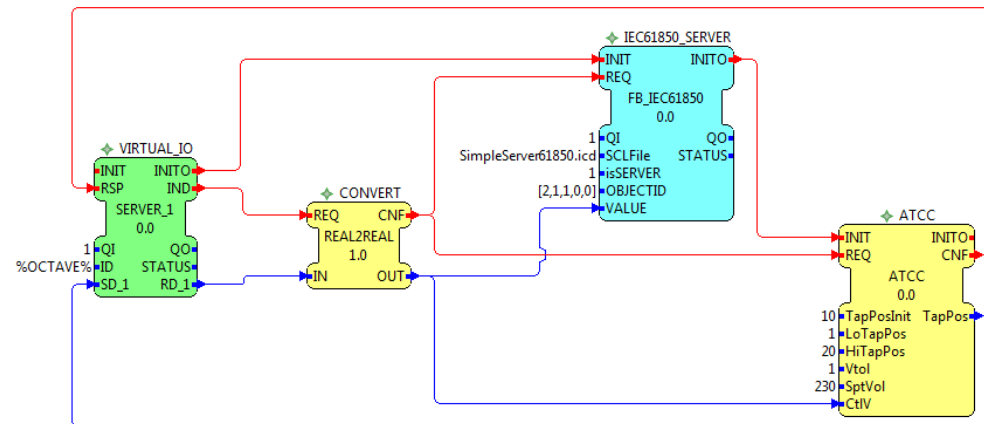 IEC61850_SERVER
INIT INITO
REQ
FB_IEC61850
0.0
1 QI QO
SimpleServer61850.icd SCLFile STATUS
1 isSERVER
[2,1,1,0,0] OBJECTID
VALUE
VIRTUAL_IO
INIT INITO
RSP IND
SERVER_1
0.0
1 QI QO
%OCTAVE% ID STATUS
SD_1 RD_1
CONVERT
REQ CNF
REAL2REAL
1.0
IN OUT
ATCC
INIT INITO
REQ CNF
ATCC
0.0
10 TapPosInit TapPos
1 LoTapPos
20 HiTapPos
1 Vtol
230 SptVol
CtlV